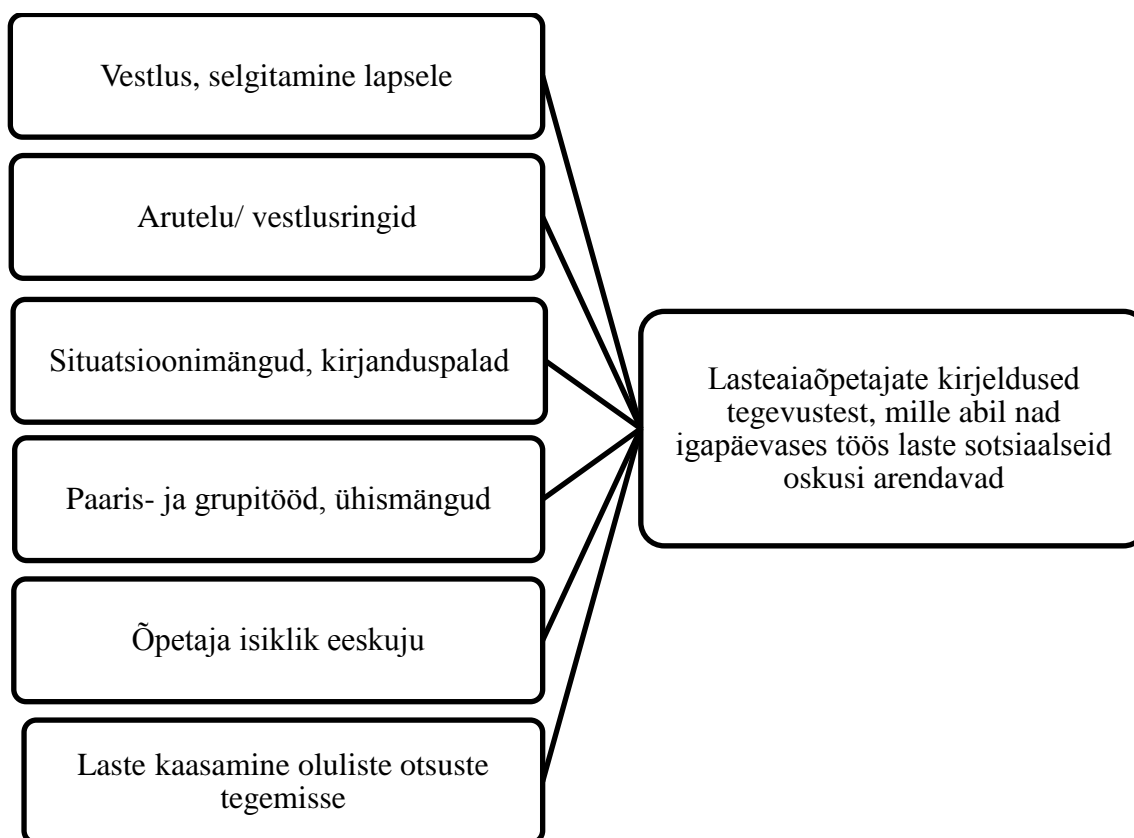 Vestlus, selgitamine lapsele
Arutelu/ vestlusringid
Situatsioonimängud, kirjanduspalad
Paaris- ja grupitööd, ühismängud
Õpetaja isiklik eeskuju
Laste kaasamine oluliste otsuste
tegemisse
Lasteaiaõpetajate kirjeldused
tegevustest, mille abil nad
igapäevases töös laste sotsiaalseid
oskusi arendavad